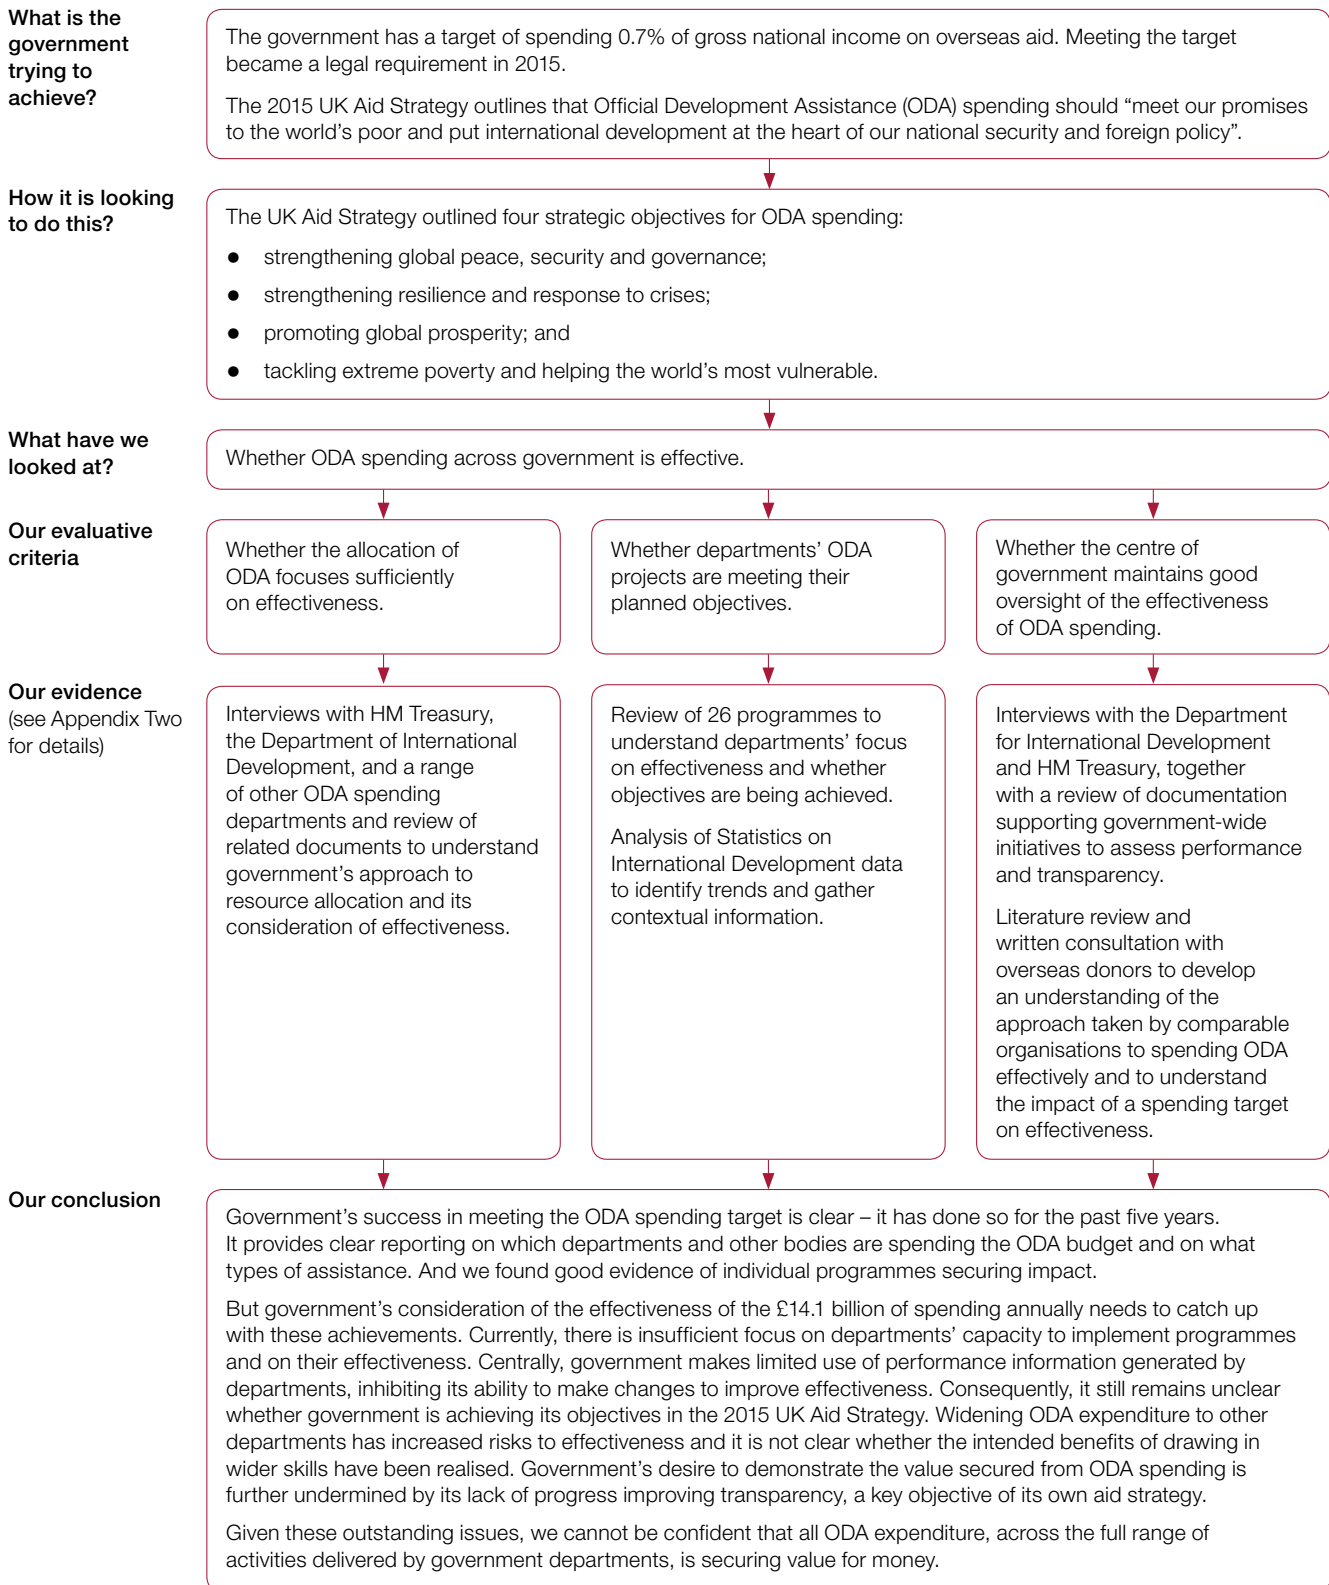 What is the
government
trying to
achieve?
The government has a target of spending 0.7% of gross national income on overseas aid. Meeting the target
became a legal requirement in 2015.
The 2015 UK Aid Strategy outlines that Official Development Assistance (ODA) spending should “meet our promises
to the world’s poor and put international development at the heart of our national security and foreign policy”.
How it is looking
to do this?
The UK Aid Strategy outlined four strategic objectives for ODA spending:
● strengthening global peace, security and governance;
● strengthening resilience and response to crises;
● promoting global prosperity; and
● tackling extreme poverty and helping the world’s most vulnerable.
What have we
looked at?
Whether ODA spending across government is effective.
Our evaluative
criteria
Whether the allocation of
ODA focuses sufficiently
on effectiveness.
Whether departments’ ODA
projects are meeting their
planned objectives.
Whether the centre of
government maintains good
oversight of the effectiveness
of ODA spending.
Our evidence
(see Appendix Two
for details)
Interviews with HM Treasury,
the Department of International
Development, and a range
of other ODA spending
departments and review of
related documents to understand
government’s approach to
resource allocation and its
consideration of effectiveness.
Review of 26 programmes to
understand departments’ focus
on effectiveness and whether
objectives are being achieved.
Analysis of Statistics on
International Development data
to identify trends and gather
contextual information.
Interviews with the Department
for International Development
and HM Treasury, together
with a review of documentation
supporting government-wide
initiatives to assess performance
and transparency.
Literature review and
written consultation with
overseas donors to develop
an understanding of the
approach taken by comparable
organisations to spending ODA
effectively and to understand
the impact of a spending target
on effectiveness.
Our conclusion
Government’s success in meeting the ODA spending target is clear – it has done so for the past five years.
It provides clear reporting on which departments and other bodies are spending the ODA budget and on what
types of assistance. And we found good evidence of individual programmes securing impact.
But government’s consideration of the effectiveness of the £14.1 billion of spending annually needs to catch up
with these achievements. Currently, there is insufficient focus on departments’ capacity to implement programmes
and on their effectiveness. Centrally, government makes limited use of performance information generated by
departments, inhibiting its ability to make changes to improve effectiveness. Consequently, it still remains unclear
whether government is achieving its objectives in the 2015 UK Aid Strategy. Widening ODA expenditure to other
departments has increased risks to effectiveness and it is not clear whether the intended benefits of drawing in
wider skills have been realised. Government’s desire to demonstrate the value secured from ODA spending is
further undermined by its lack of progress improving transparency, a key objective of its own aid strategy.
Given these outstanding issues, we cannot be confident that all ODA expenditure, across the full range of
activities delivered by government departments, is securing value for money.